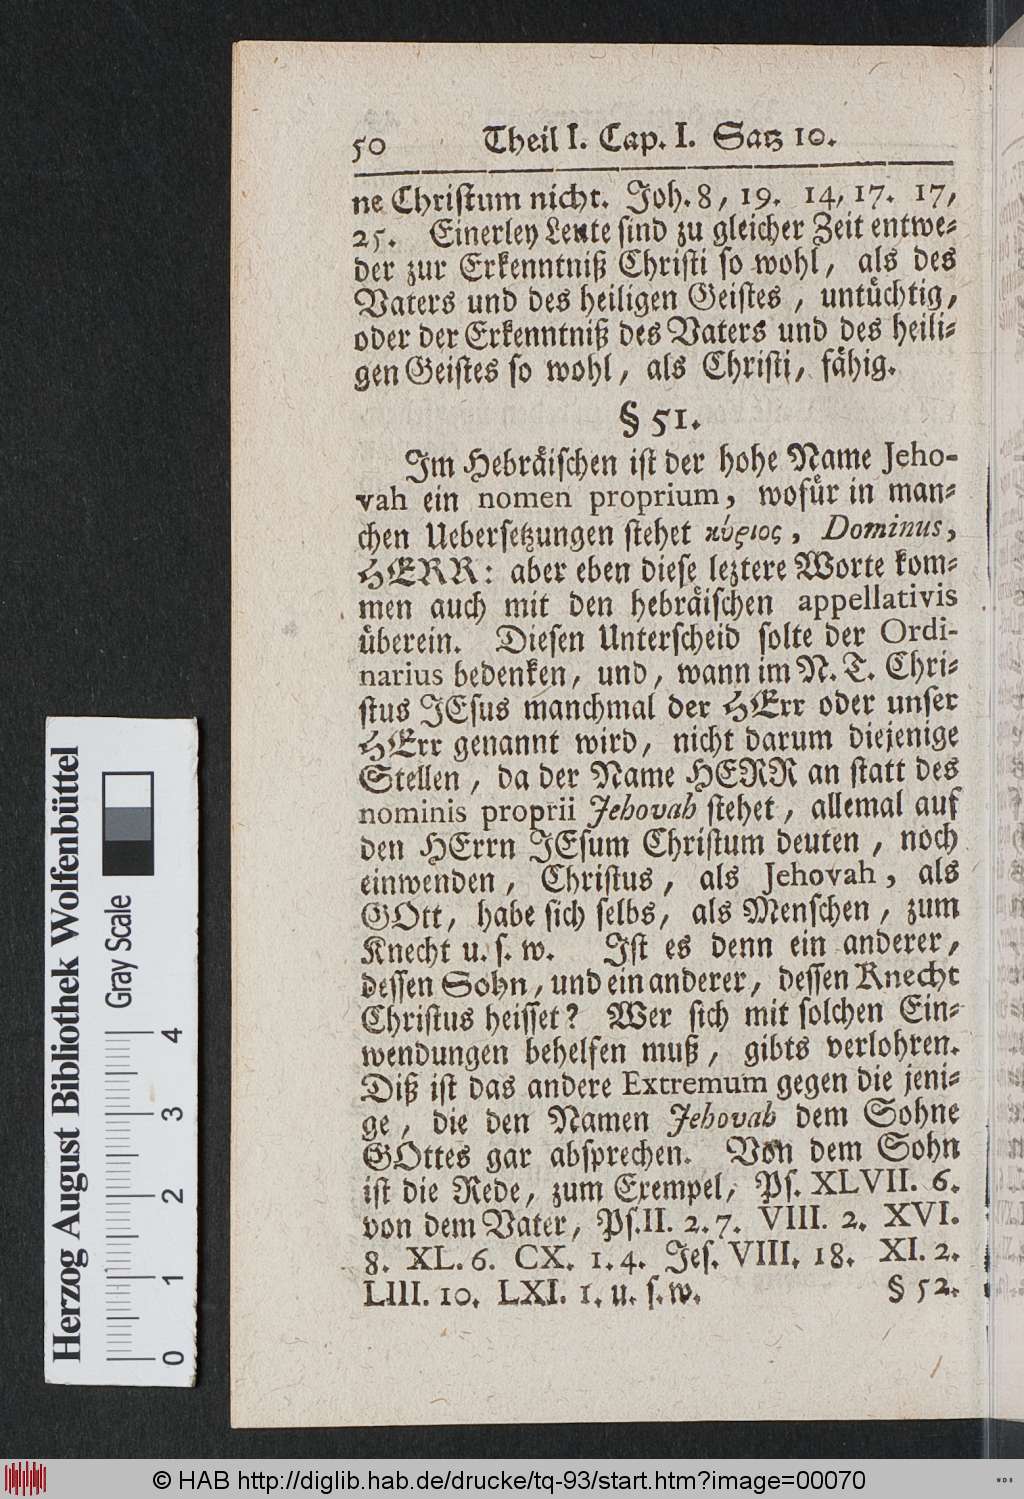 50 Theil I. Cap. I. Satz 10.
ne Christum nicht. Joh. 8, 19. 14, 17. 17,
25. Einerley Leute sind zu gleicher Zeit entwe-
der zur Erkenntniß Christi so wohl, als des
Vaters und des heiligen Geistes, untüchtig,
oder der Erkenntniß des Vaters und des heili-
gen Geistes so wohl, als Christi, fähig.
§ 51.
Im Hebräischen ist der hohe Name Jeho-
vah ein nomen proprium, wofür in man-
chen Uebersetzungen stehet κύριος, Dominus,
HERR: aber eben diese leztere Worte kom-
men auch mit den hebräischen appellativis
überein. Diesen Unterscheid solte der Ordi-
narius bedenken, und, wann im N. T. Chri-
stus JEsus manchmal der HErr oder unser
HErr genannt wird, nicht darum diejenige
Stellen, da der Name HERR an statt des
nominis proprii Jehovah stehet, allemal auf
den HErrn JEsum Christum deuten, noch
einwenden, Christus, als Jehovah, als
GOtt, habe sich selbs, als Menschen, zum
Knecht u. s. w. Ist es denn ein anderer,
dessen Sohn, und ein anderer, dessen Knecht
Christus heisset? Wer sich mit solchen Ein-
wendungen behelfen muß, gibts verlohren.
Diß ist das andere Extremum gegen die jeni-
ge, die den Namen Jehovah dem Sohne
GOttes gar absprechen. Von dem Sohn
ist die Rede, zum Exempel, Ps. XLVII. 6.
von dem Vater, Ps. II. 2. 7. VIII. 2. XVI.
8. XL. 6. CX. 1. 4. Jes. VIII. 18. XI. 2.
LIII. 10. LXI. 1. u. s. w. § 52.
Herzog August Bibliothek Wolfenbüttel
Gray Scale
0 1 2 3 4
© HAB http://diglib.hab.de/drucke/tq-93/start.htm?image=00070